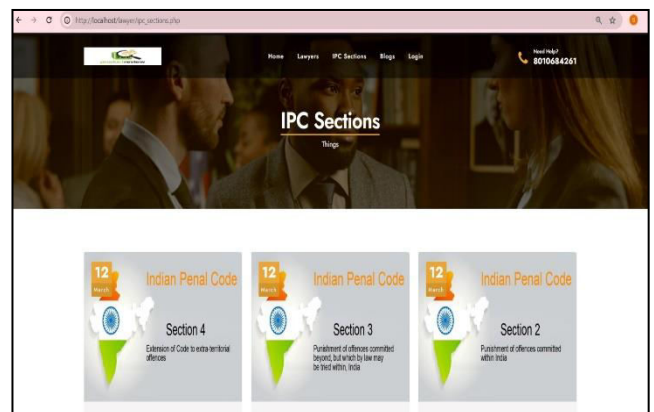 http://localhost/lawyer/ipc_sections.php
Home Lawyers IPC Sections Blogs Login
Need Help?
8010684261
IPC Sections
Things
12
March
Indian Penal Code
Section 4
Extension of Code to extra-territorial
offences
12
March
Indian Penal Code
Section 3
Punishment of offences committed
beyond, but which by law may
be tried within, India
12
March
Indian Penal Code
Section 2
Punishment of offences committed
within India